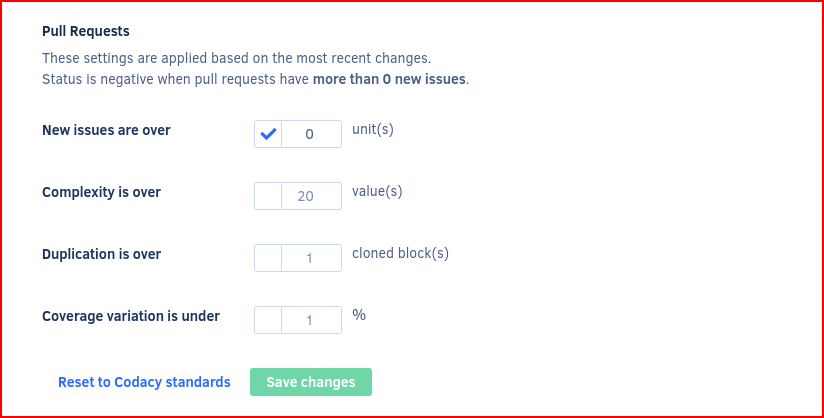 Pull Requests
These settings are applied based on the most recent changes.
Status is negative when pull requests have more than 0 new issues.
New issues are over 0 unit(s)
Complexity is over 20 value(s)
Duplication is over 1 cloned block(s)
Coverage variation is under 1 %
Reset to Codacy standards Save changes